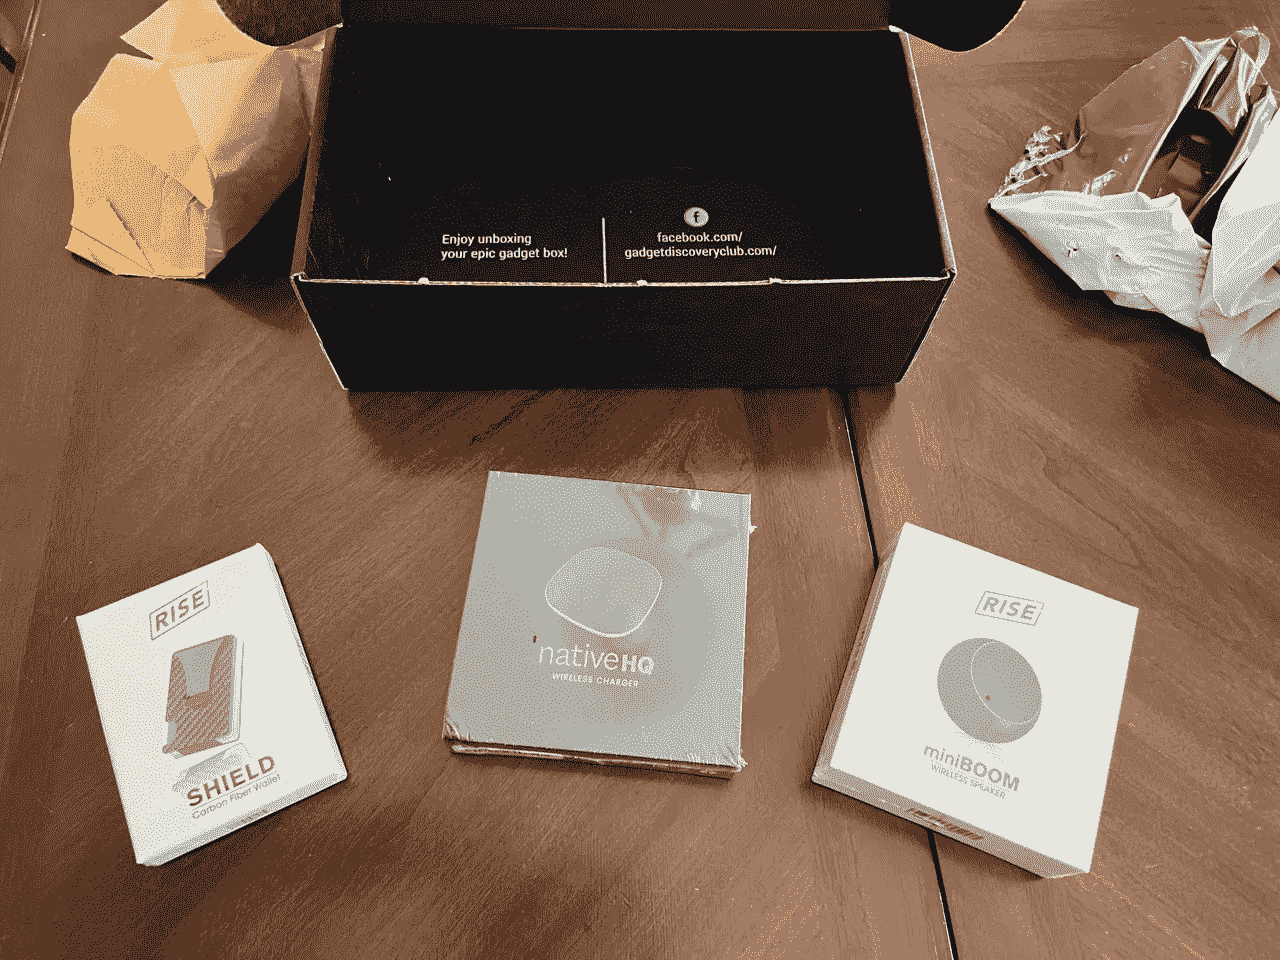 Enjoy unboxing
your epic gadget box!
f
facebook.com/
gadgetdiscoveryclub.com/
RISE
SHIELD
Carbon Fiber Wallet
nativeHQ
WIRELESS CHARGER
RISE
miniBOOM
WIRELESS SPEAKER